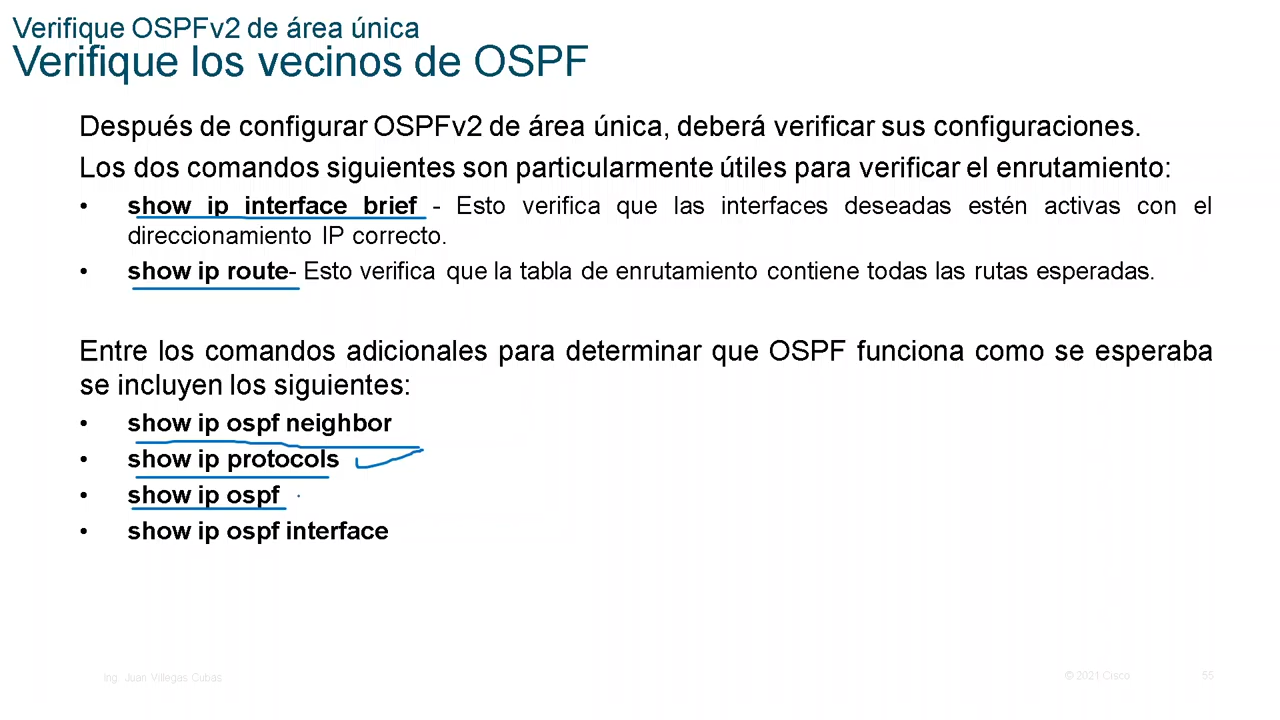 Verifique OSPFv2 de área única
Verifique los vecinos de OSPF
Después de configurar OSPFv2 de área única, deberá verificar sus configuraciones.
Los dos comandos siguientes son particularmente útiles para verificar el enrutamiento:
• show ip interface brief - Esto verifica que las interfaces deseadas estén activas con el
direccionamiento IP correcto.
• show ip route- Esto verifica que la tabla de enrutamiento contiene todas las rutas esperadas.
Entre los comandos adicionales para determinar que OSPF funciona como se esperaba
se incluyen los siguientes:
• show ip ospf neighbor
• show ip protocols
• show ip ospf
• show ip ospf interface
Ing. Juan Villegas Cubas
© 2021 Cisco
55